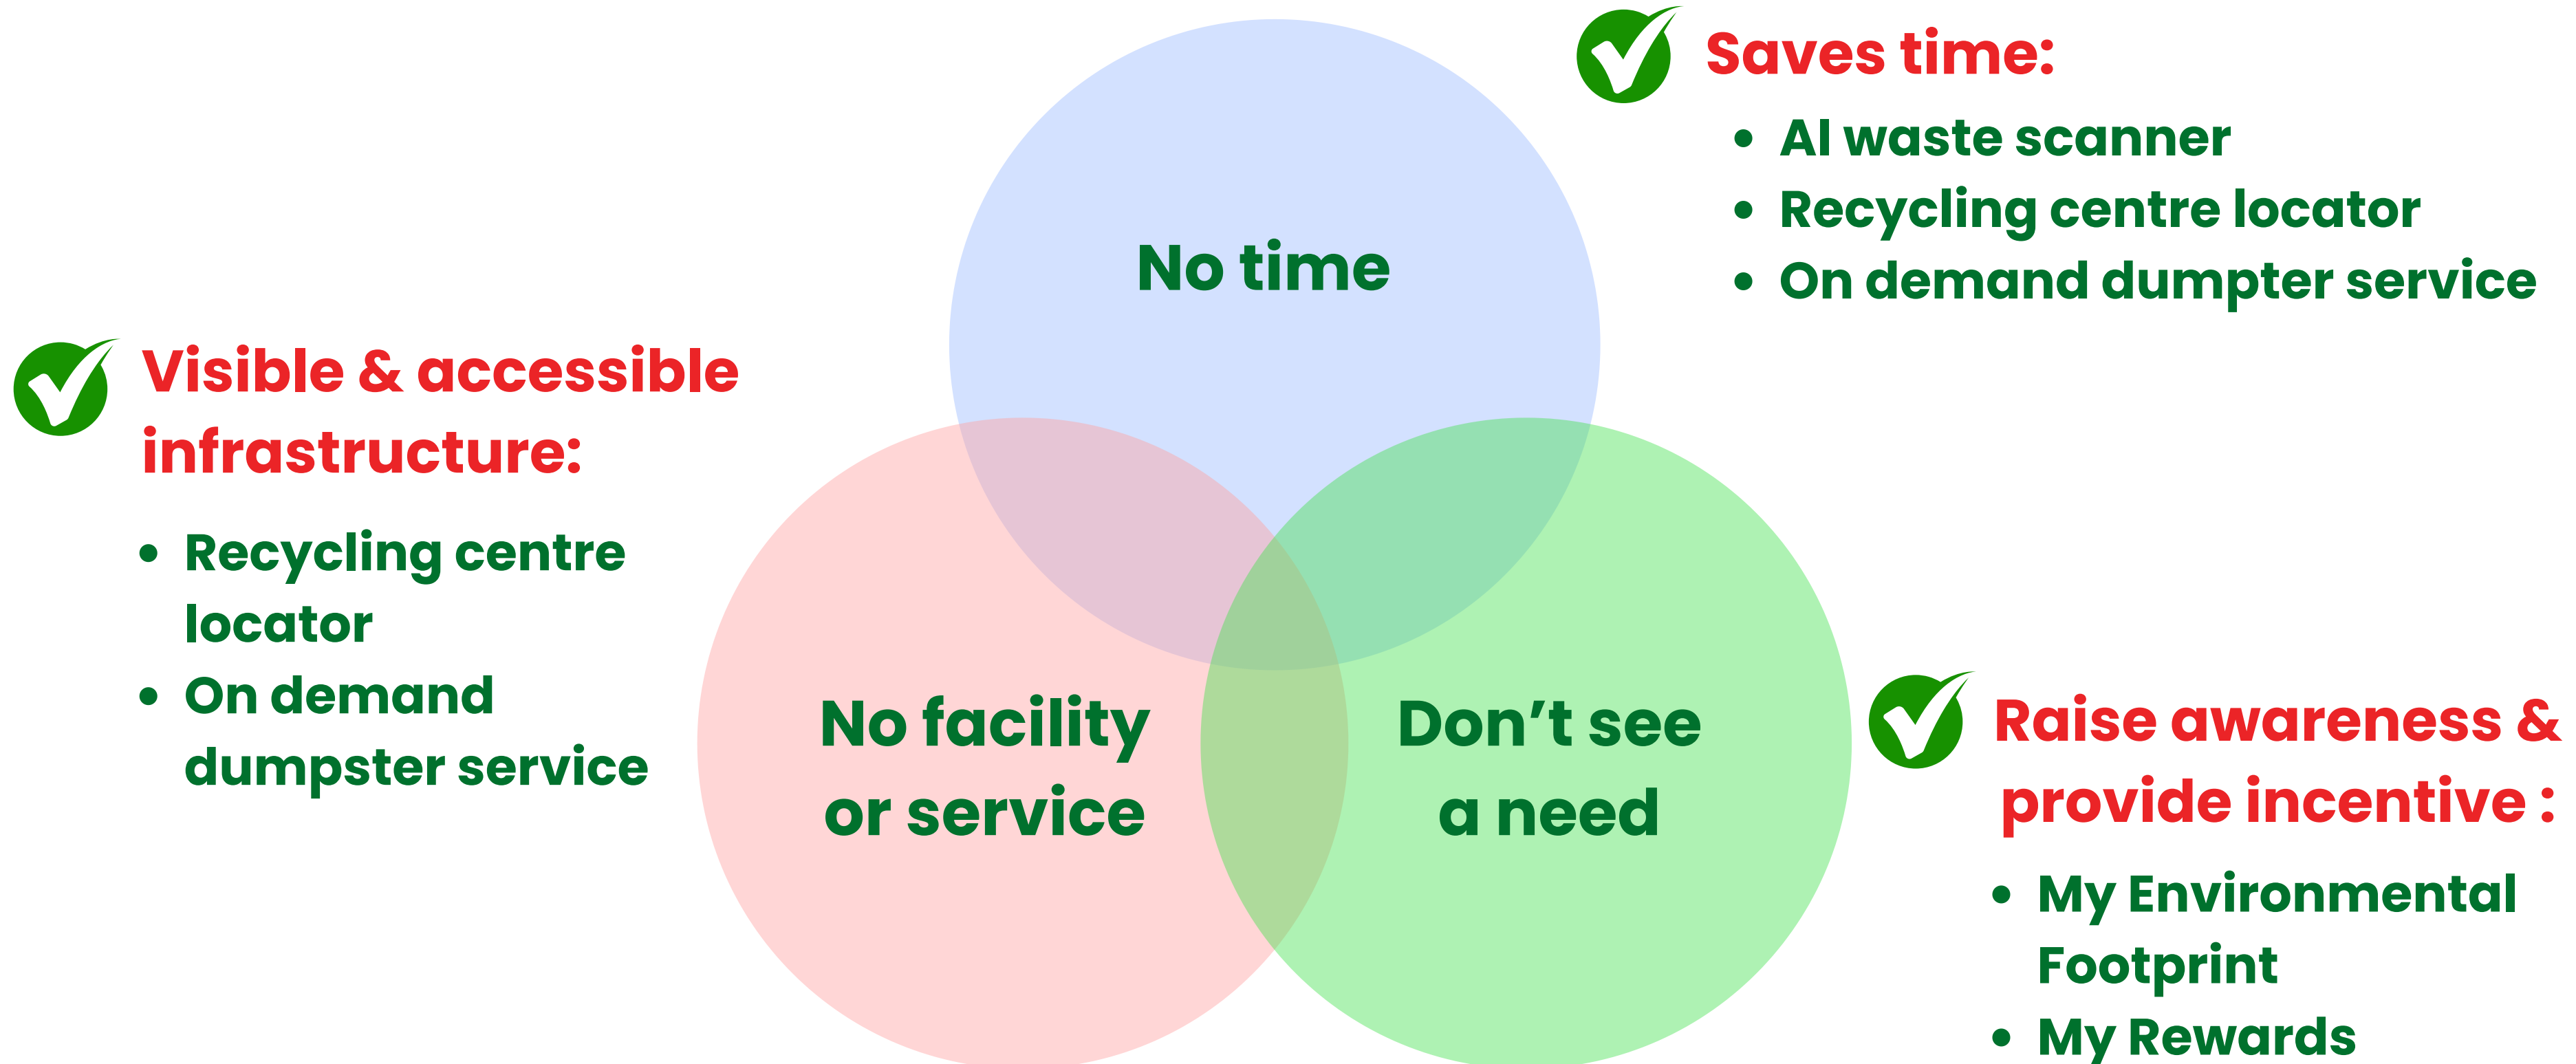 Saves time:
• AI waste scanner
• Recycling centre locator
• On demand dumpter service
No time
Visible & accessible
infrastructure:
• Recycling centre
locator
• On demand
dumpster service
No facility
or service
Don’t see
a need
Raise awareness &
provide incentive :
• My Environmental
Footprint
• My Rewards